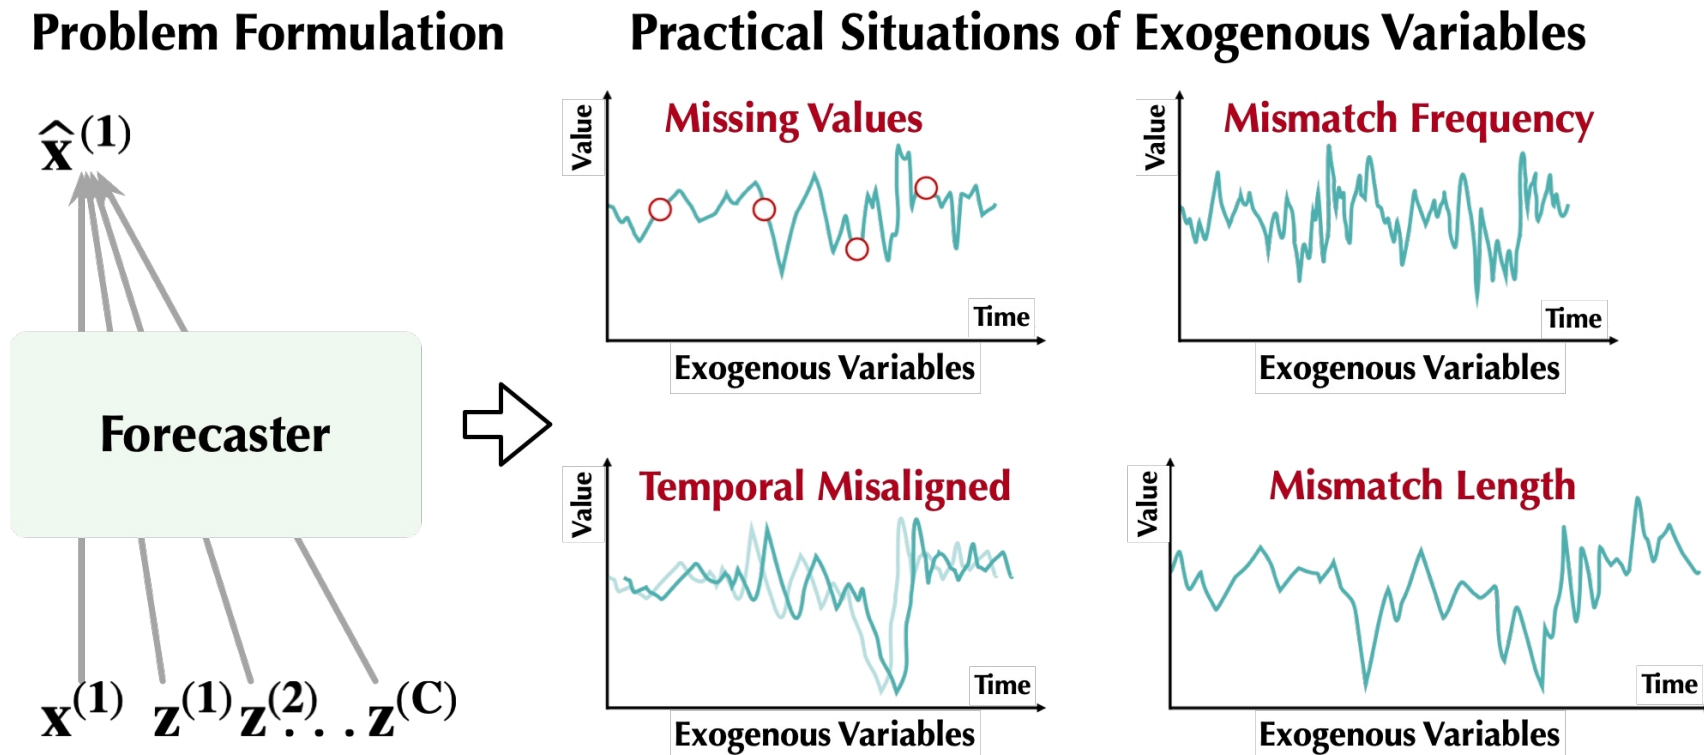 Problem Formulation
x̂^(1)
Forecaster
x^(1) z^(1) z^(2) . . . z^(C)
Practical Situations of Exogenous Variables
Value
Missing Values
Time
Exogenous Variables
Value
Mismatch Frequency
Time
Exogenous Variables
Value
Temporal Misaligned
Time
Exogenous Variables
Value
Mismatch Length
Time
Exogenous Variables